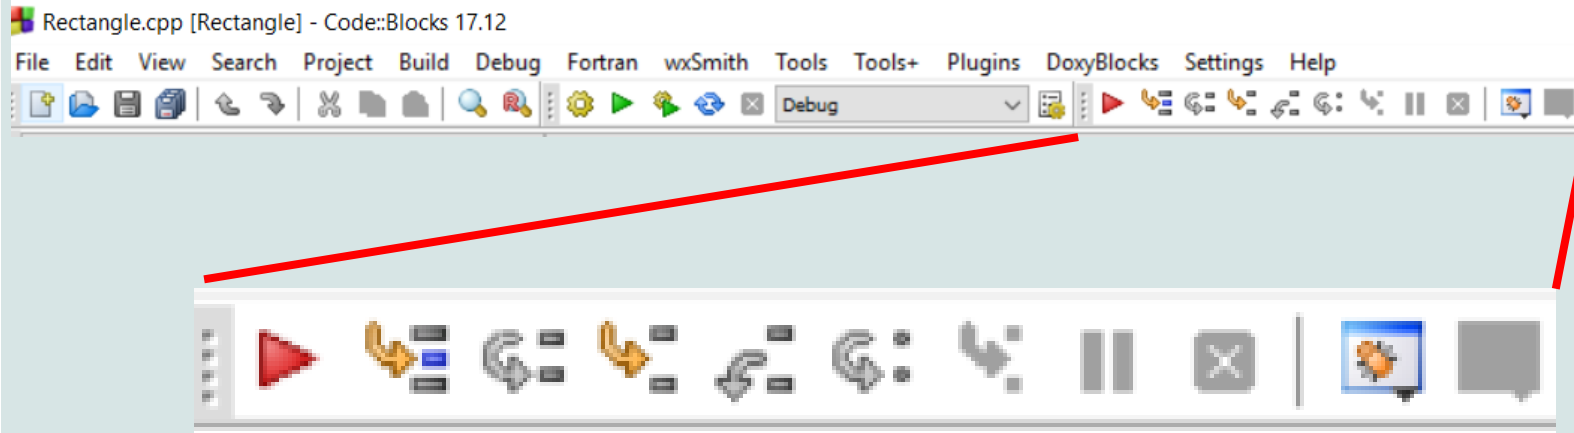 Rectangle.cpp [Rectangle] - Code::Blocks 17.12
File Edit View Search Project Build Debug Fortran wxSmith Tools Tools+ Plugins DoxyBlocks Settings Help
Debug